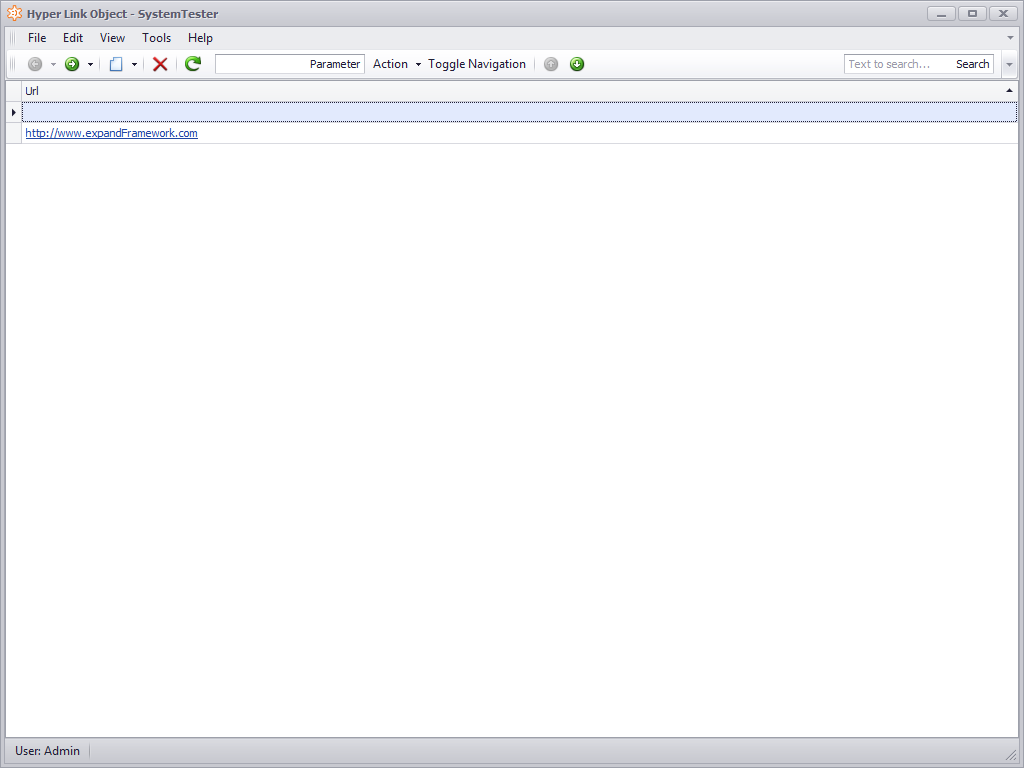 Hyper Link Object - SystemTester
File Edit View Tools Help
Parameter Action Toggle Navigation Text to search... Search
Url
http://www.expandFramework.com
User: Admin